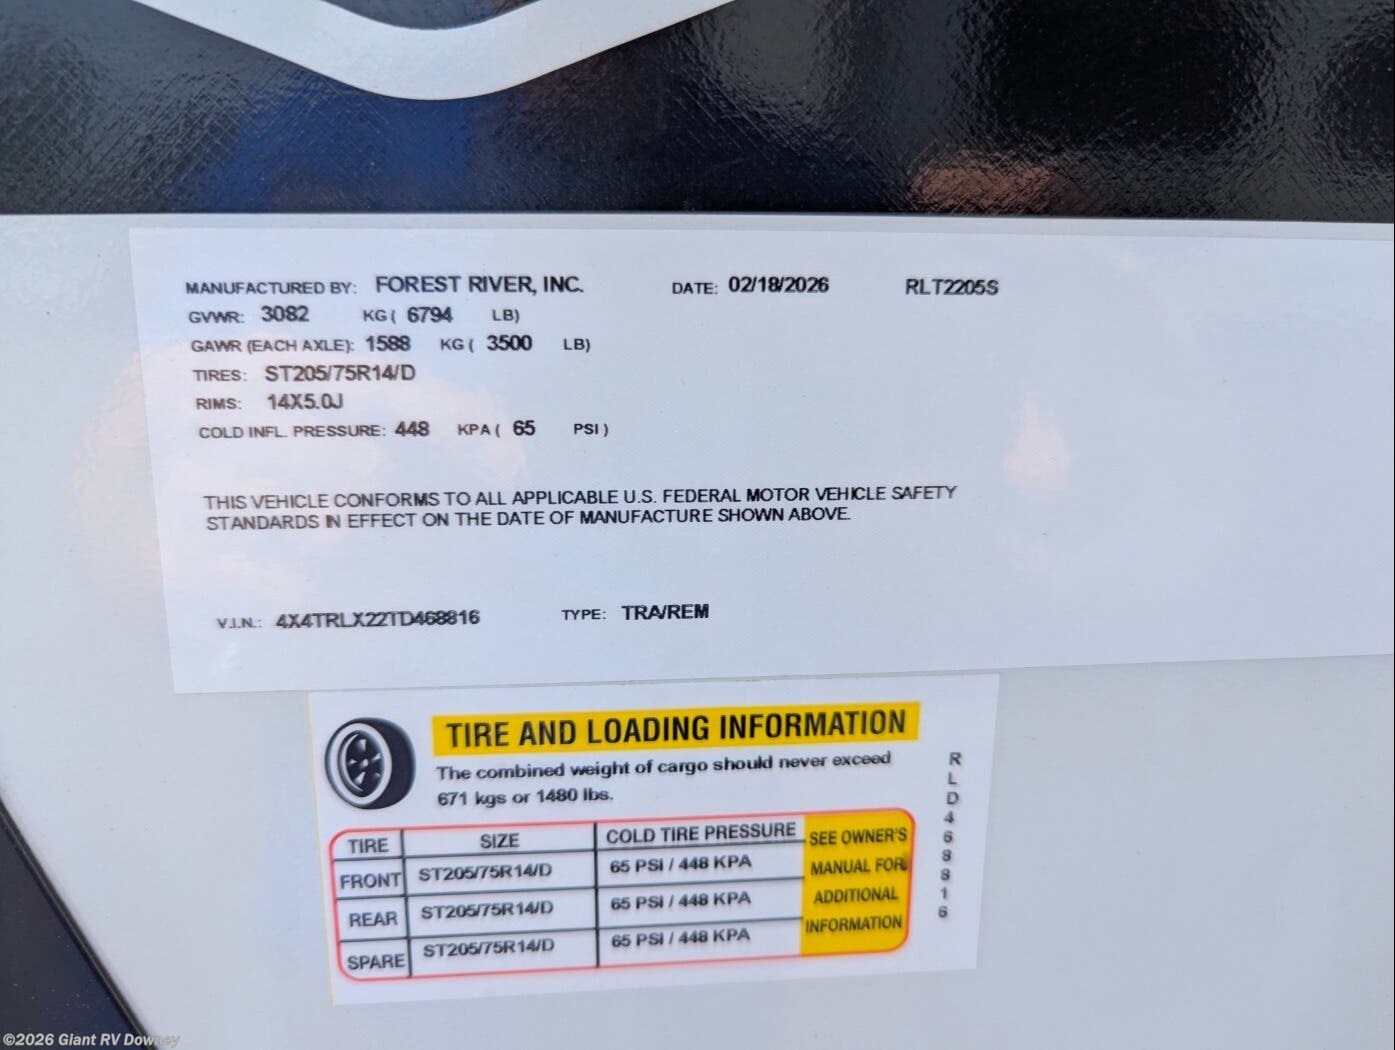 MANUFACTURED BY: FOREST RIVER, INC. DATE: 02/18/2026 RLT2205S
GVWR: 3082 KG ( 6794 LB)
GAWR (EACH AXLE): 1588 KG ( 3500 LB)
TIRES: ST205/75R14/D
RIMS: 14X5.0J
COLD INFL. PRESSURE: 448 KPA ( 65 PSI )
THIS VEHICLE CONFORMS TO ALL APPLICABLE U.S. FEDERAL MOTOR VEHICLE SAFETY
STANDARDS IN EFFECT ON THE DATE OF MANUFACTURE SHOWN ABOVE.
V.I.N.: 4X4TRLX22TD468816 TYPE: TRA/REM
TIRE AND LOADING INFORMATION
The combined weight of cargo should never exceed
671 kgs or 1480 lbs.
TIRE SIZE COLD TIRE PRESSURE SEE OWNER'S
FRONT ST205/75R14/D 65 PSI / 448 KPA MANUAL FOR
REAR ST205/75R14/D 65 PSI / 448 KPA ADDITIONAL
SPARE ST205/75R14/D 65 PSI / 448 KPA INFORMATION
RLD468816
©2026 Giant RV Downey